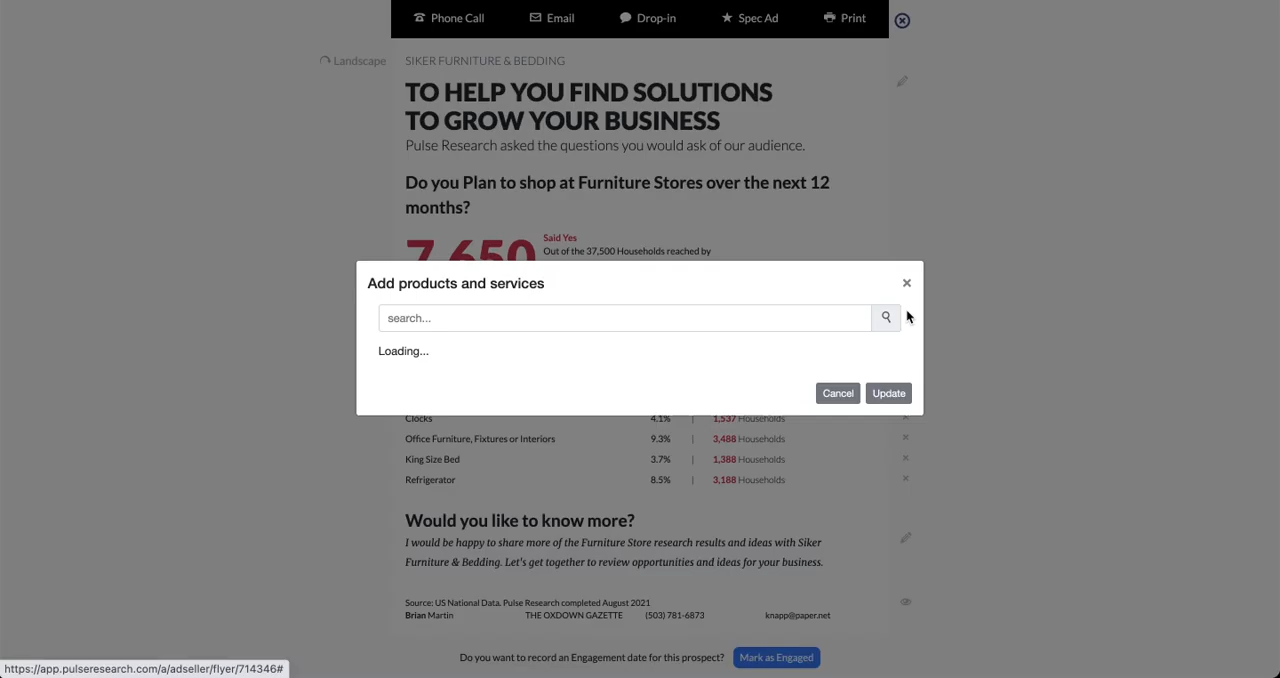 Phone Call
Email
Drop-in
Spec Ad
Print
Landscape
SIKER FURNITURE & BEDDING
TO HELP YOU FIND SOLUTIONS
TO GROW YOUR BUSINESS
Pulse Research asked the questions you would ask of our audience.
Do you Plan to shop at Furniture Stores over the next 12
months?
7,650
Said Yes
Out of the 37,500 Households reached by
Add products and services
search...
Loading...
Cancel
Update
Clocks 4.1% | 1,537 Households
Office Furniture, Fixtures or Interiors 9.3% | 3,488 Households
King Size Bed 3.7% | 1,388 Households
Refrigerator 8.5% | 3,188 Households
Would you like to know more?
I would be happy to share more of the Furniture Store research results and ideas with Siker
Furniture & Bedding. Let's get together to review opportunities and ideas for your business.
Source: US National Data. Pulse Research completed August 2021
Brian Martin THE OXDOWN GAZETTE (503) 781-6873 knapp@paper.net
Do you want to record an Engagement date for this prospect? Mark as Engaged
https://app.pulseresearch.com/a/adseller/flyer/714346#